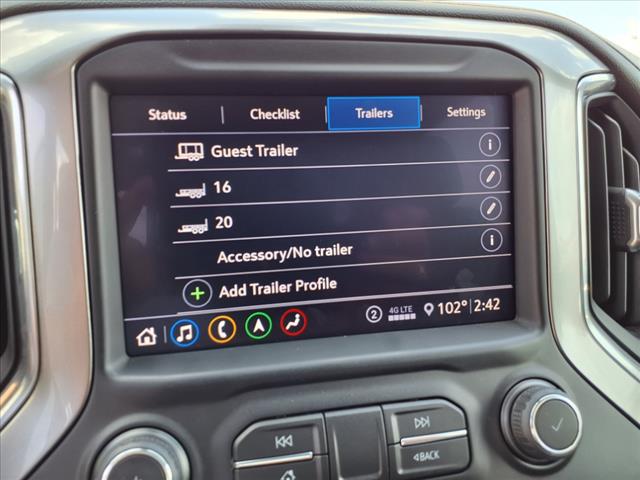 Status Checklist Trailers Settings
Guest Trailer i
16
20
Accessory/No trailer i
+ Add Trailer Profile
2 4G LTE 102° 2:42
BACK